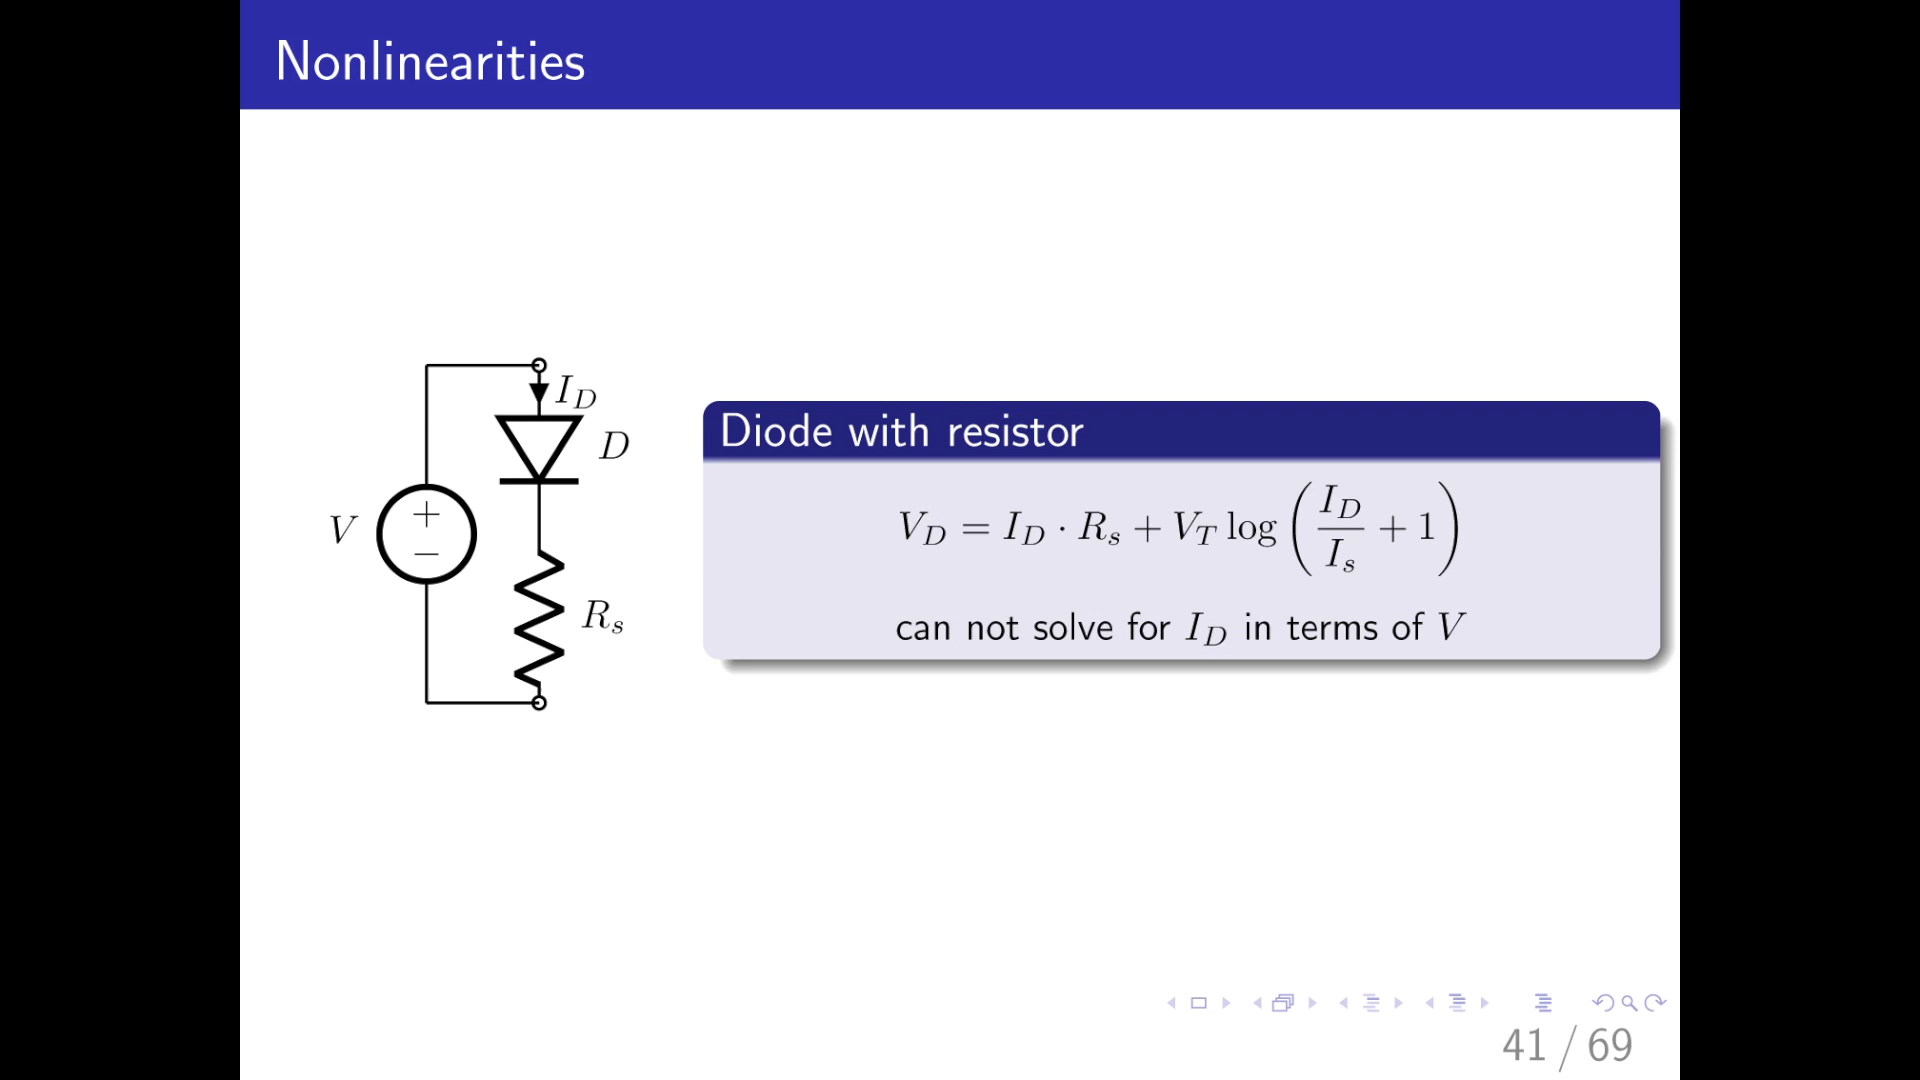 Nonlinearities
I_D
D
V
+
−
R_s
Diode with resistor
V_D = I_D · R_s + V_T log ( I_D / I_s + 1 )
can not solve for I_D in terms of V
41 / 69